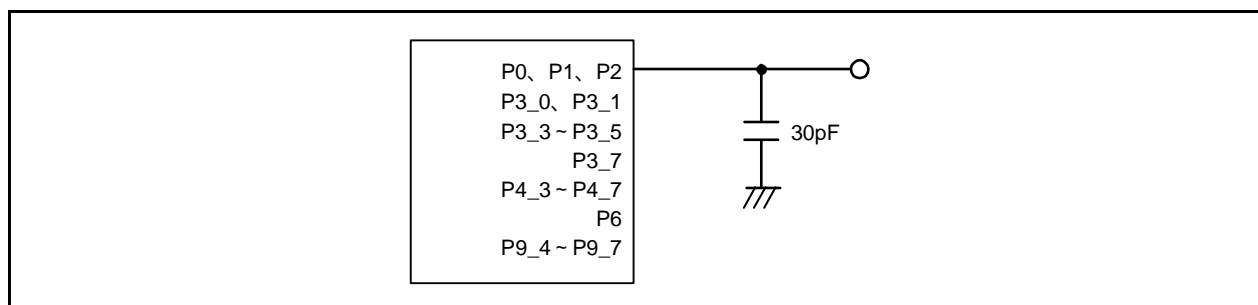 P0、P1、P2
P3_0、P3_1
P3_3 ~ P3_5
P3_7
P4_3 ~ P4_7
P6
P9_4 ~ P9_7
30pF